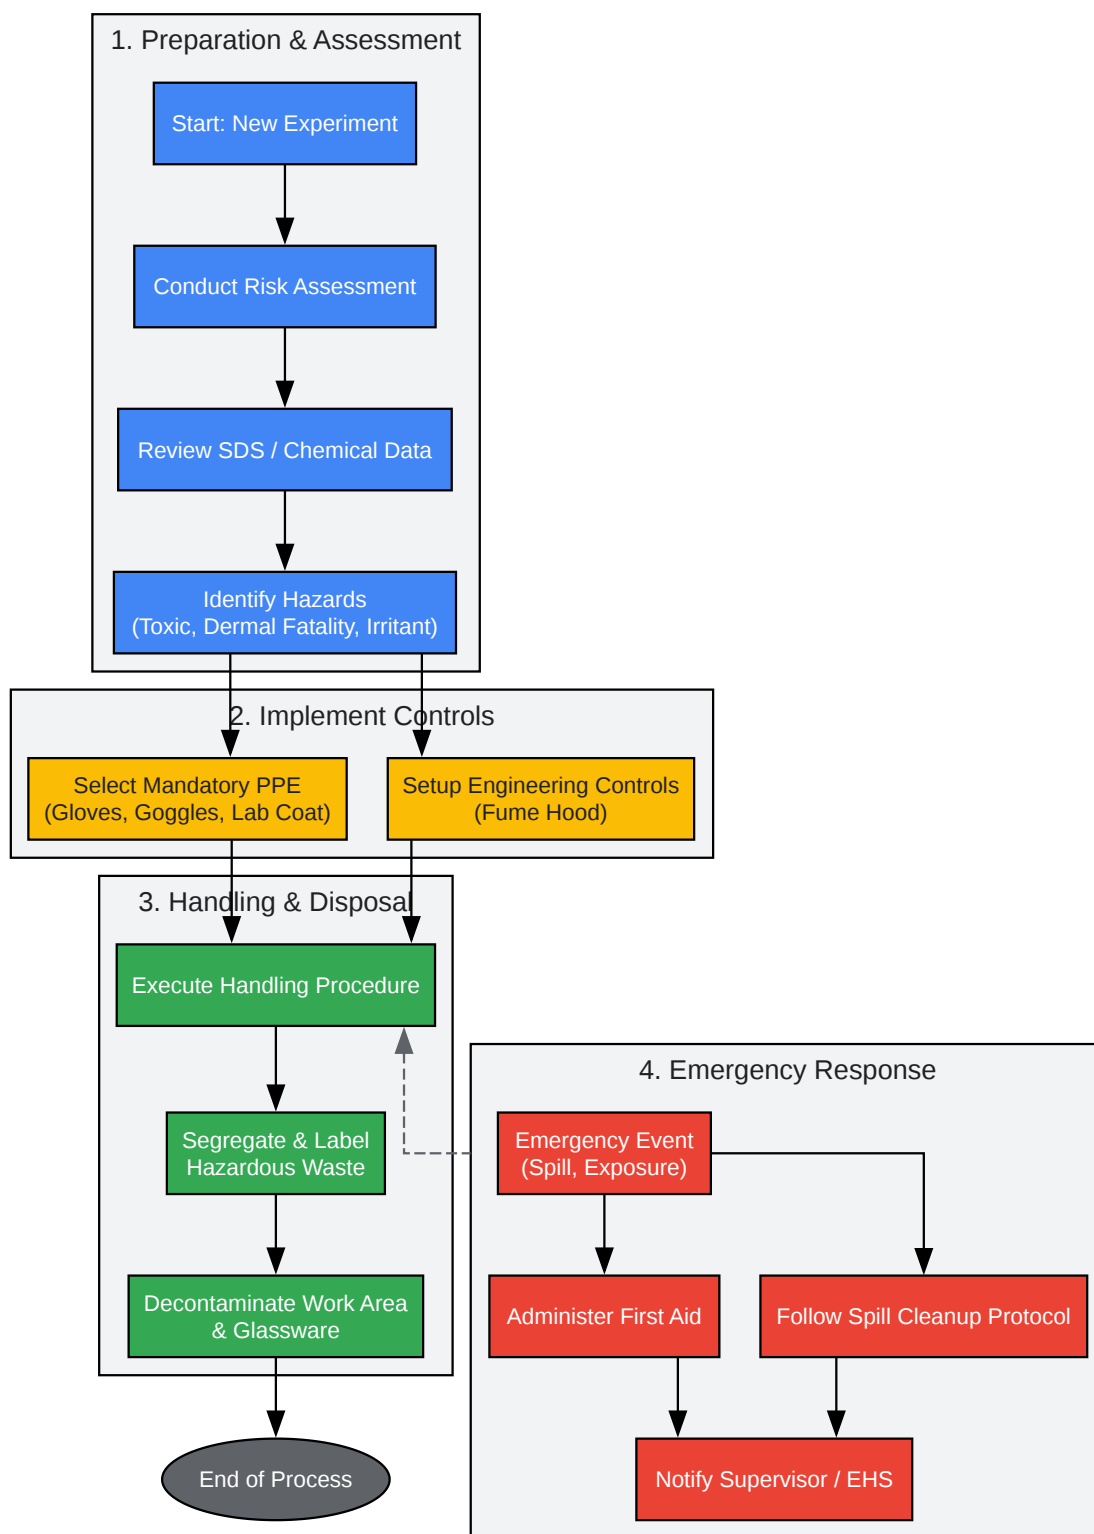 1. Preparation & Assessment
Start: New Experiment
Conduct Risk Assessment
Review SDS / Chemical Data
Identify Hazards
(Toxic, Dermal Fatality, Irritant)
2. Implement Controls
Select Mandatory PPE
(Gloves, Goggles, Lab Coat)
Setup Engineering Controls
(Fume Hood)
3. Handling & Disposal
Execute Handling Procedure
Segregate & Label
Hazardous Waste
Decontaminate Work Area
& Glassware
End of Process
4. Emergency Response
Emergency Event
(Spill, Exposure)
Administer First Aid
Follow Spill Cleanup Protocol
Notify Supervisor / EHS